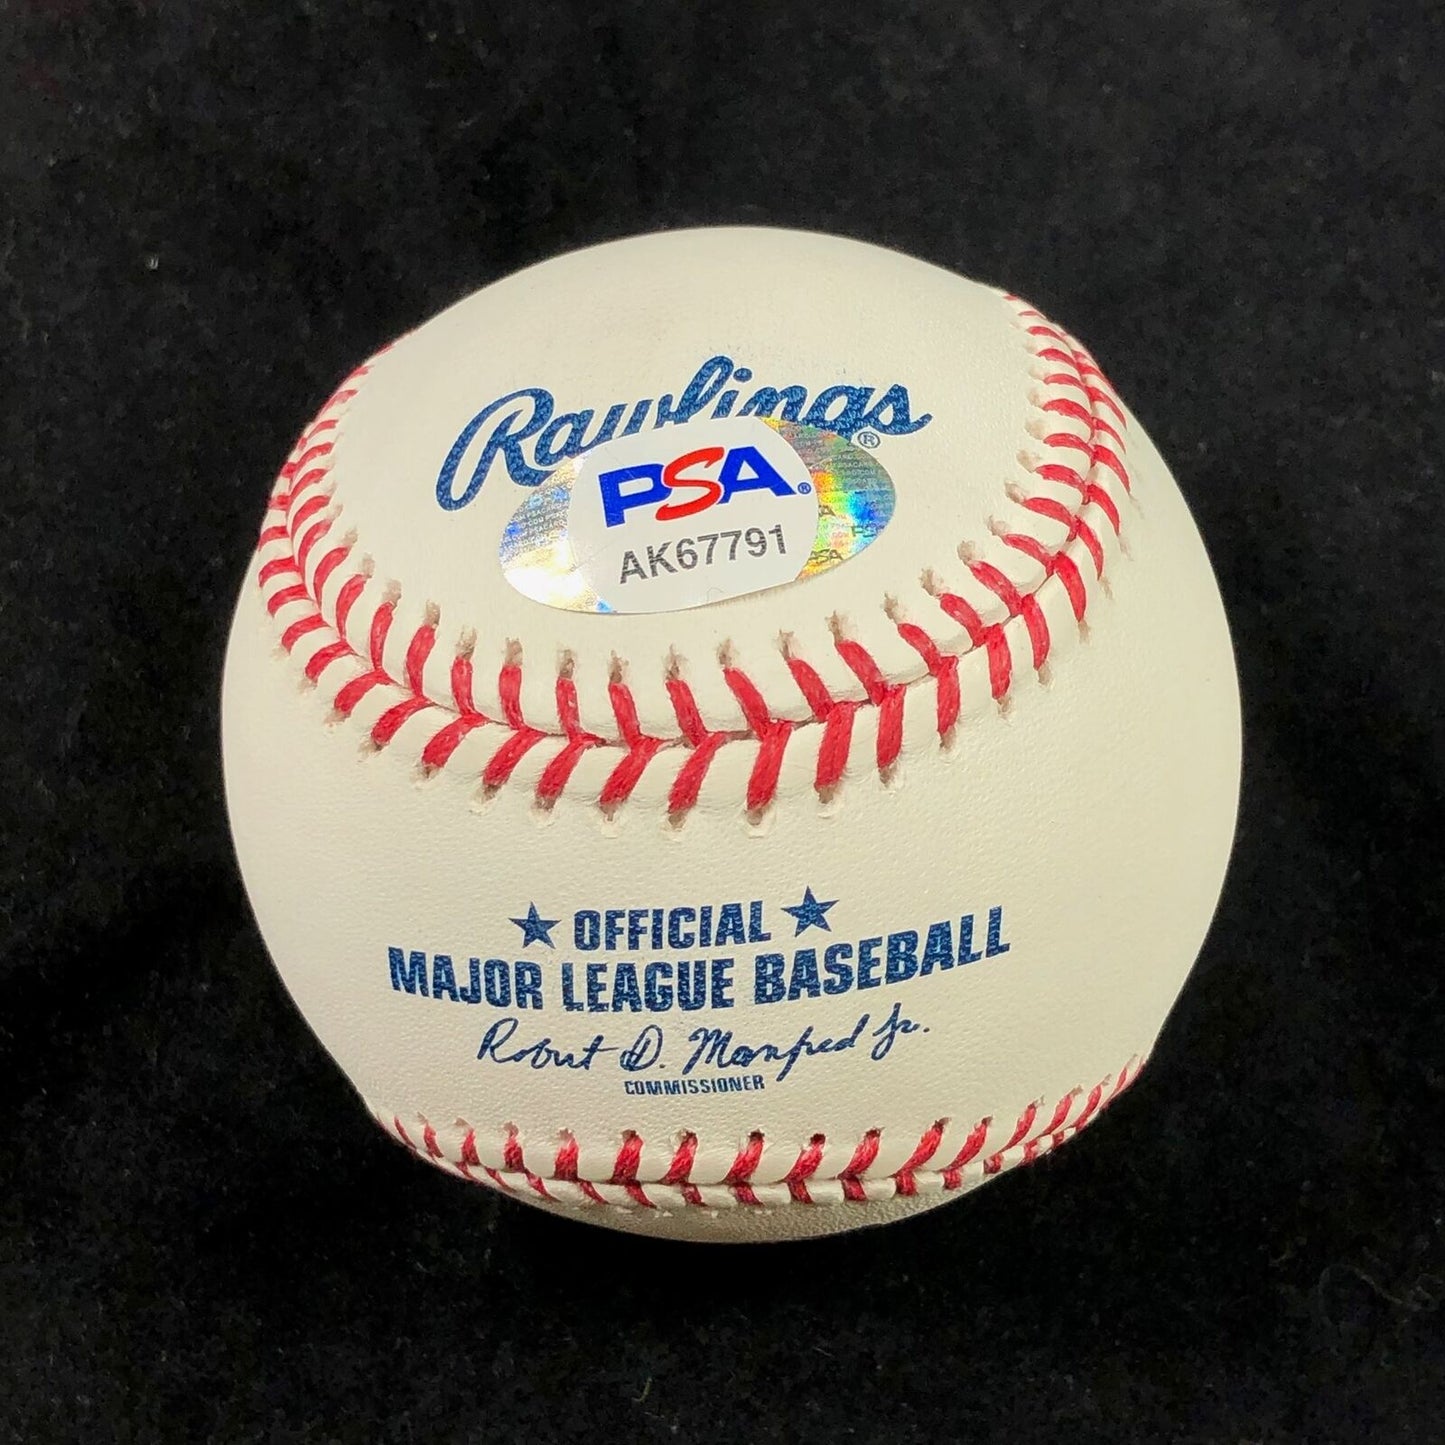 Rawlings®
PSA®
AK67791
★ OFFICIAL ★
MAJOR LEAGUE BASEBALL
Robert D. Manfred Jr.
COMMISSIONER